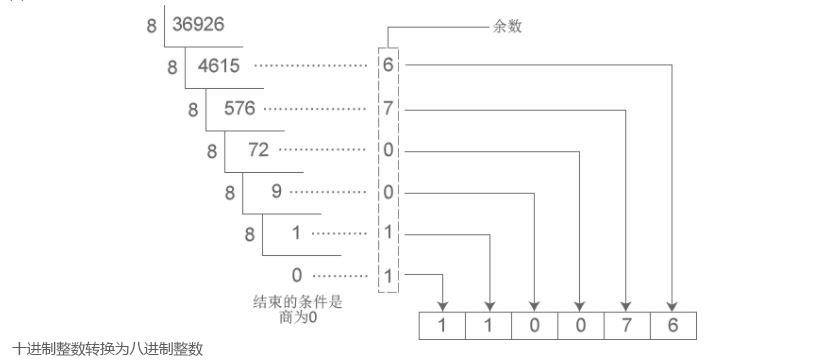 8 36926 余数
8 4615 6
8 576 7
8 72 0
8 9 0
8 1 1
0 1
结束的条件是
商为0
1 1 0 0 7 6
十进制整数转换为八进制整数